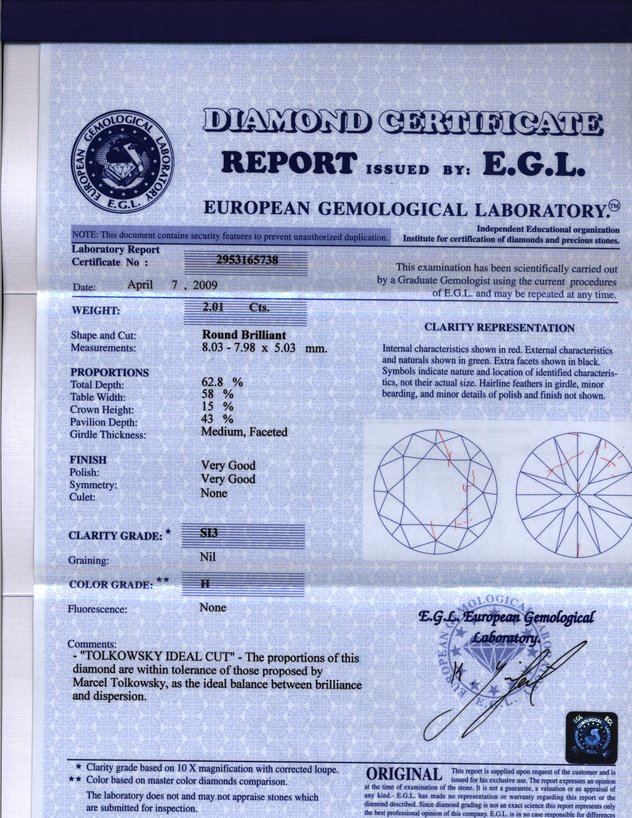 EUROPEAN GEMOLOGICAL LABORATORY
E.G.L.
DIAMOND CERTIFICATE
REPORT ISSUED BY: E.G.L.
EUROPEAN GEMOLOGICAL LABORATORY.™
NOTE: This document contains security features to prevent unauthorized duplication.
Independent Educational organization
Institute for certification of diamonds and precious stones.
Laboratory Report
Certificate No : 2953165738
Date: April 7 , 2009
This examination has been scientifically carried out
by a Graduate Gemologist using the current procedures
of E.G.L. and may be repeated at any time.
WEIGHT: 2.01 Cts.
Shape and Cut: Round Brilliant
Measurements: 8.03 - 7.98 x 5.03 mm.
CLARITY REPRESENTATION
Internal characteristics shown in red. External characteristics
and naturals shown in green. Extra facets shown in black.
Symbols indicate nature and location of identified characteris-
tics, not their actual size. Hairline feathers in girdle, minor
bearding, and minor details of polish and finish not shown.
PROPORTIONS
Total Depth: 62.8 %
Table Width: 58 %
Crown Height: 15 %
Pavilion Depth: 43 %
Girdle Thickness: Medium, Faceted
FINISH
Polish: Very Good
Symmetry: Very Good
Culet: None
CLARITY GRADE: * SI3
Graining: Nil
COLOR GRADE: ** H
Fluorescence: None
E.G.L. European Gemological
Laboratory.
Comments:
- "TOLKOWSKY IDEAL CUT" - The proportions of this
diamond are within tolerance of those proposed by
Marcel Tolkowsky, as the ideal balance between brilliance
and dispersion.
* Clarity grade based on 10 X magnification with corrected loupe.
** Color based on master color diamonds comparison.
The laboratory does not and may not appraise stones which
are submitted for inspection.
ORIGINAL This report is supplied upon request of the customer and is
issued for his exclusive use. The report expresses an opinion
at the time of examination of the stone. It is not a guarantee, a valuation or an appraisal of
any kind.- E.G.L. has made no representation or warranty regarding this report or the
diamond described. Since diamond grading is not an exact science this report represents only
the best professional opinion of this company. E.G.L. is in no case responsible for differences